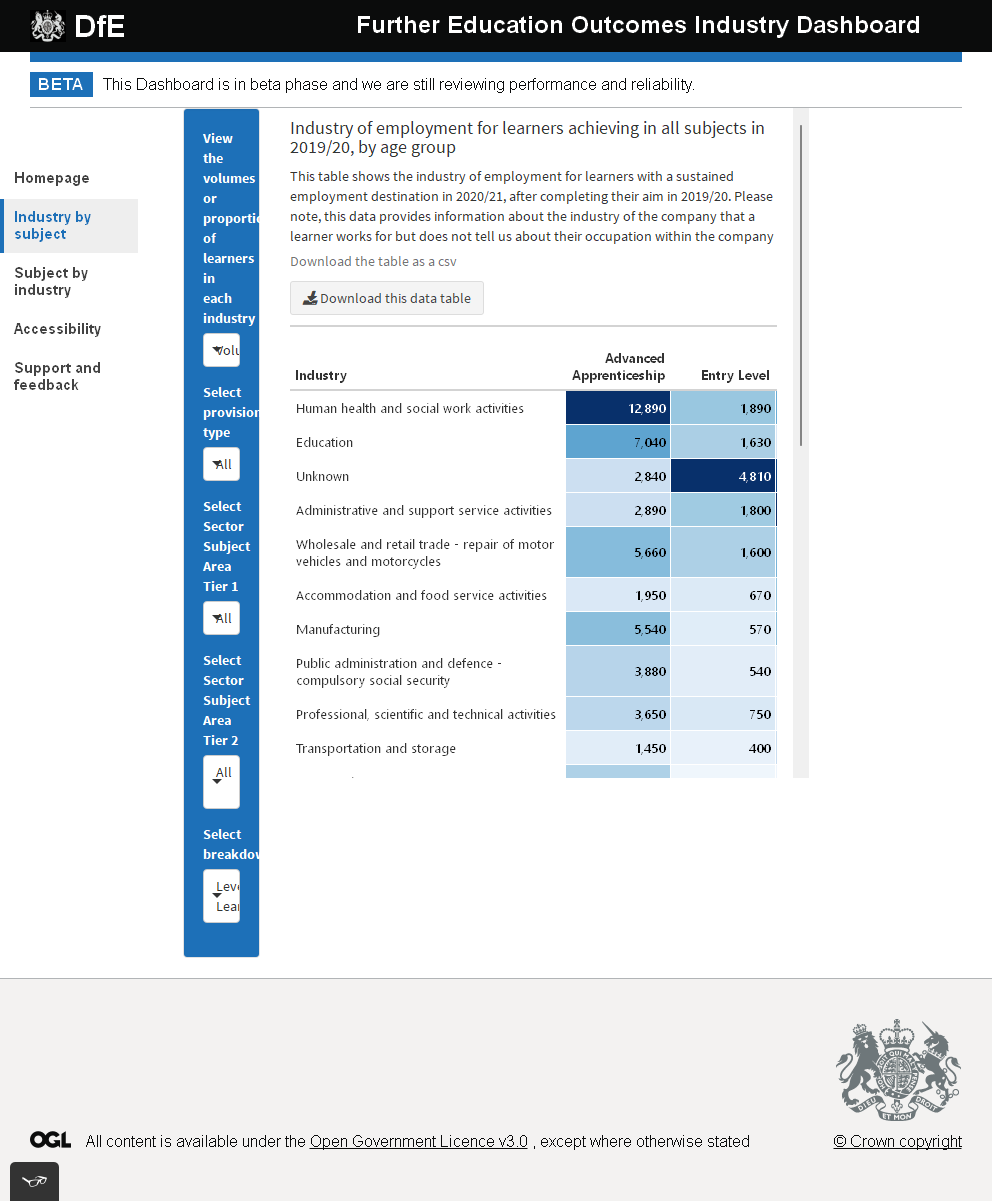 DfE
Further Education Outcomes Industry Dashboard
BETA
This Dashboard is in beta phase and we are still reviewing performance and reliability.
Homepage
Industry by
subject
Subject by
industry
Accessibility
Support and
feedback
View
the
volumes
or
proportio
of
learners
in
each
industry
Volu
Select
provision
type
All
Select
Sector
Subject
Area
Tier 1
All
Select
Sector
Subject
Area
Tier 2
All
Select
breakdow
Leve
Lear
Industry of employment for learners achieving in all subjects in
2019/20, by age group
This table shows the industry of employment for learners with a sustained
employment destination in 2020/21, after completing their aim in 2019/20. Please
note, this data provides information about the industry of the company that a
learner works for but does not tell us about their occupation within the company
Download the table as a csv
Download this data table
Industry Advanced Apprenticeship Entry Level
Human health and social work activities 12,890 1,890
Education 7,040 1,630
Unknown 2,840 4,810
Administrative and support service activities 2,890 1,800
Wholesale and retail trade - repair of motor
vehicles and motorcycles 5,660 1,600
Accommodation and food service activities 1,950 670
Manufacturing 5,540 570
Public administration and defence -
compulsory social security 3,880 540
Professional, scientific and technical activities 3,650 750
Transportation and storage 1,450 400
OGL All content is available under the Open Government Licence v3.0 , except where otherwise stated
© Crown copyright